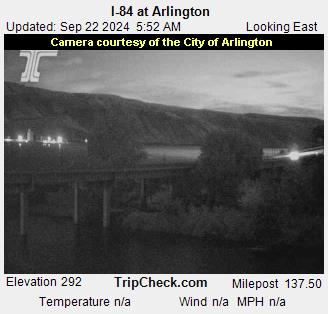 I-84 at Arlington
Updated: Sep 22 2024 5:52 AM Looking East
Camera courtesy of the City of Arlington
Elevation 292 TripCheck.com Milepost 137.50
Temperature n/a Wind n/a MPH n/a